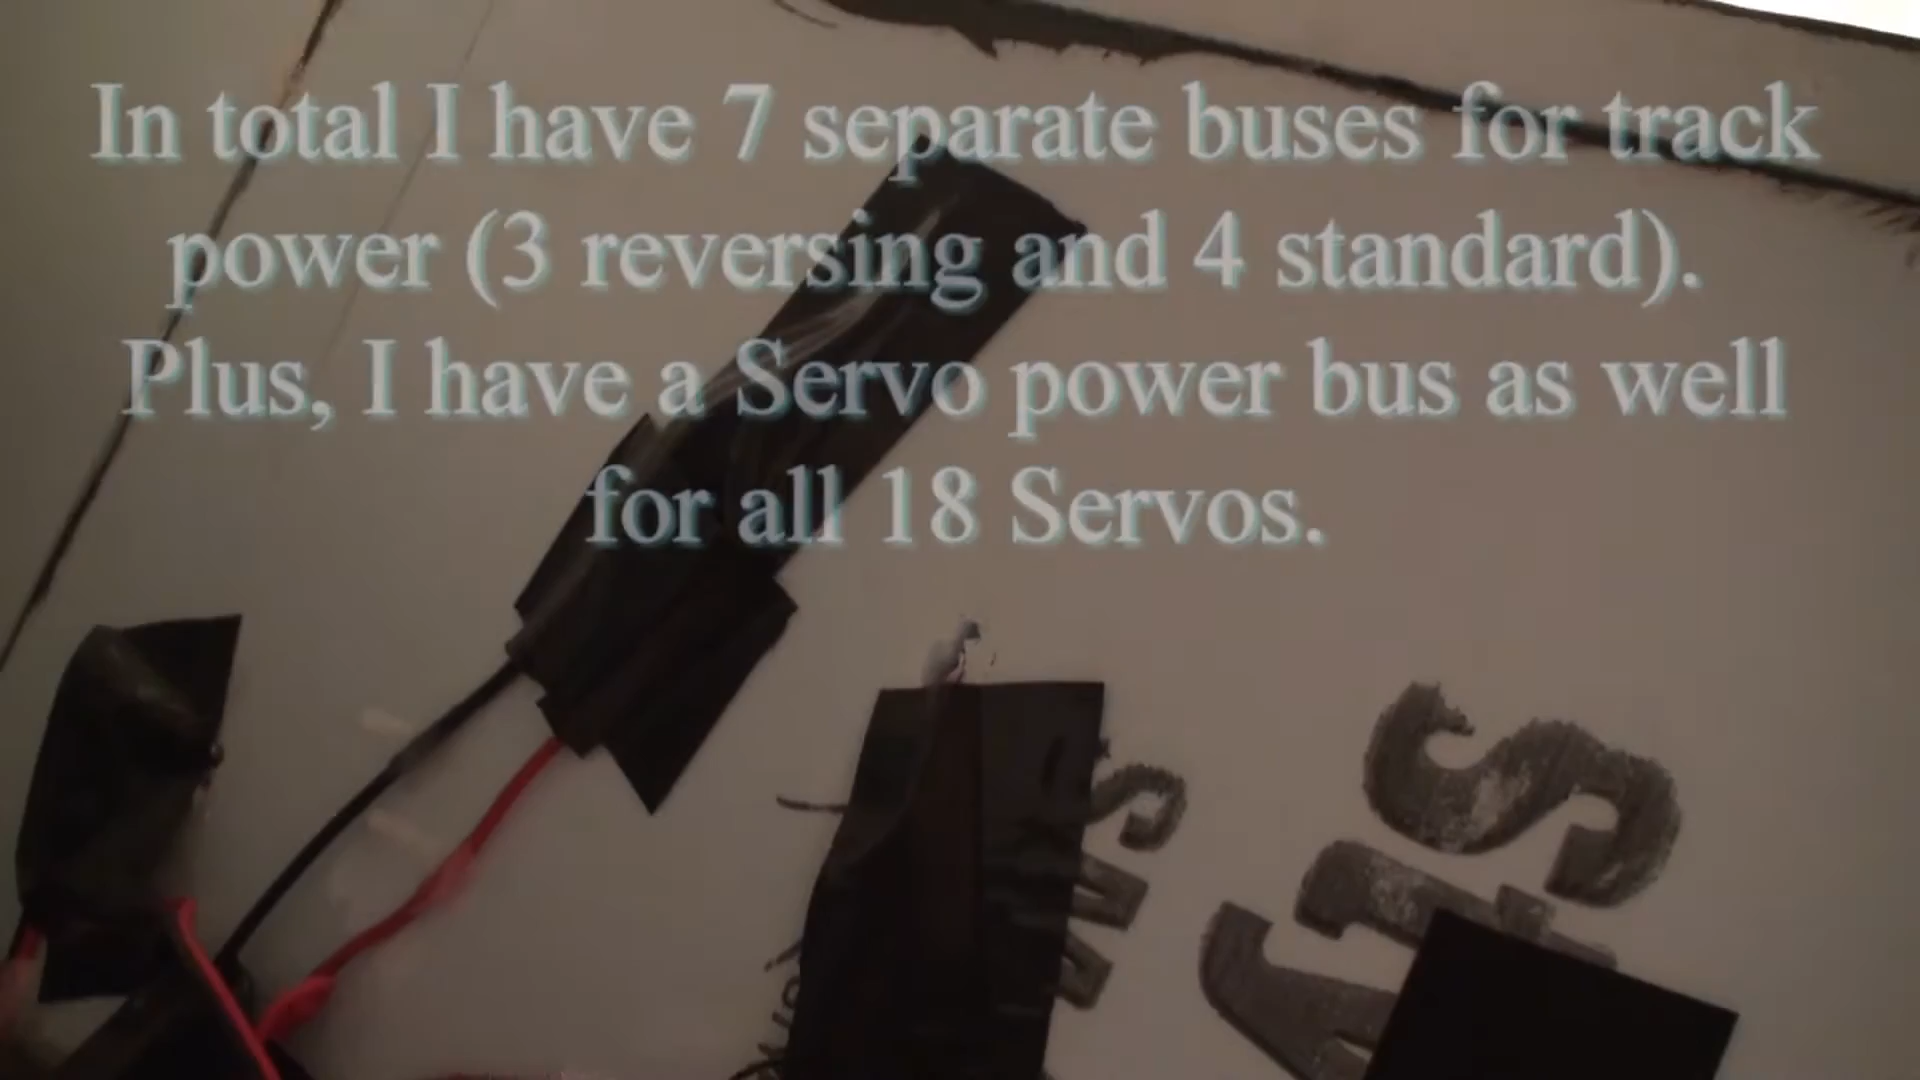 In total I have 7 separate buses for track
power (3 reversing and 4 standard).
Plus, I have a Servo power bus as well
for all 18 Servos.